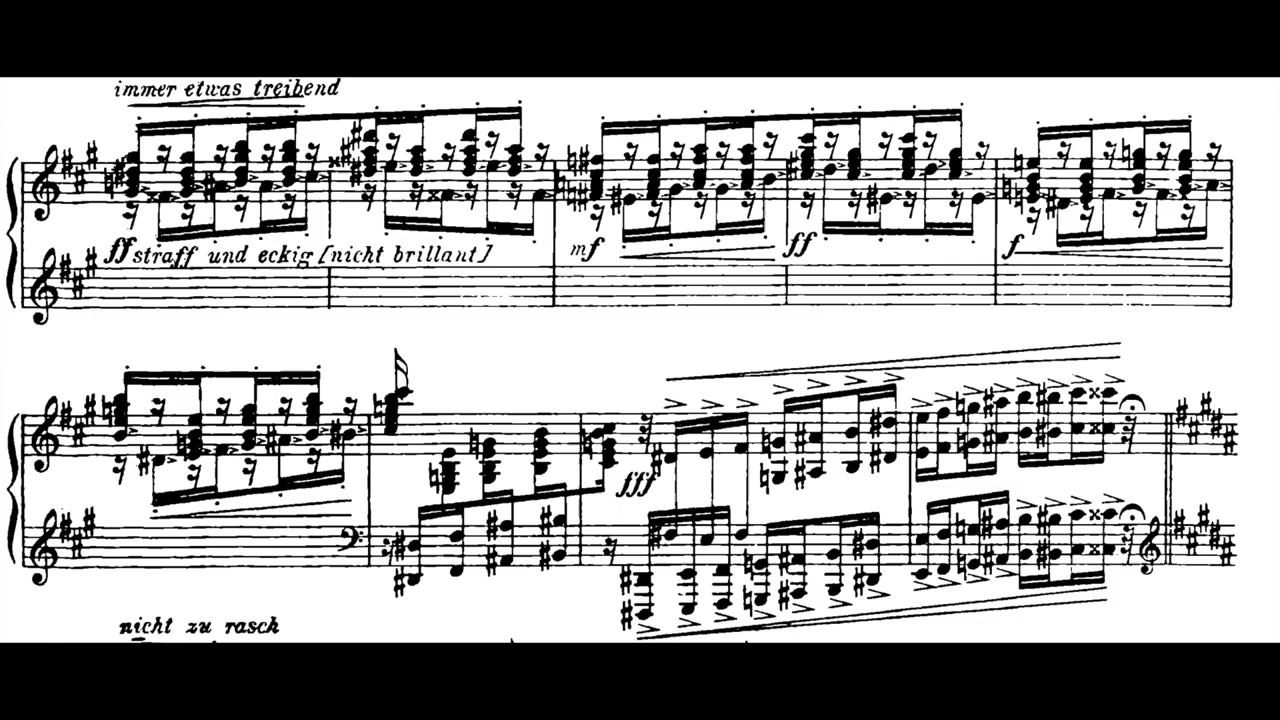 immer etwas treibend
ff straff und eckig [nicht brillant] mf ff f
fff
nicht zu rasch